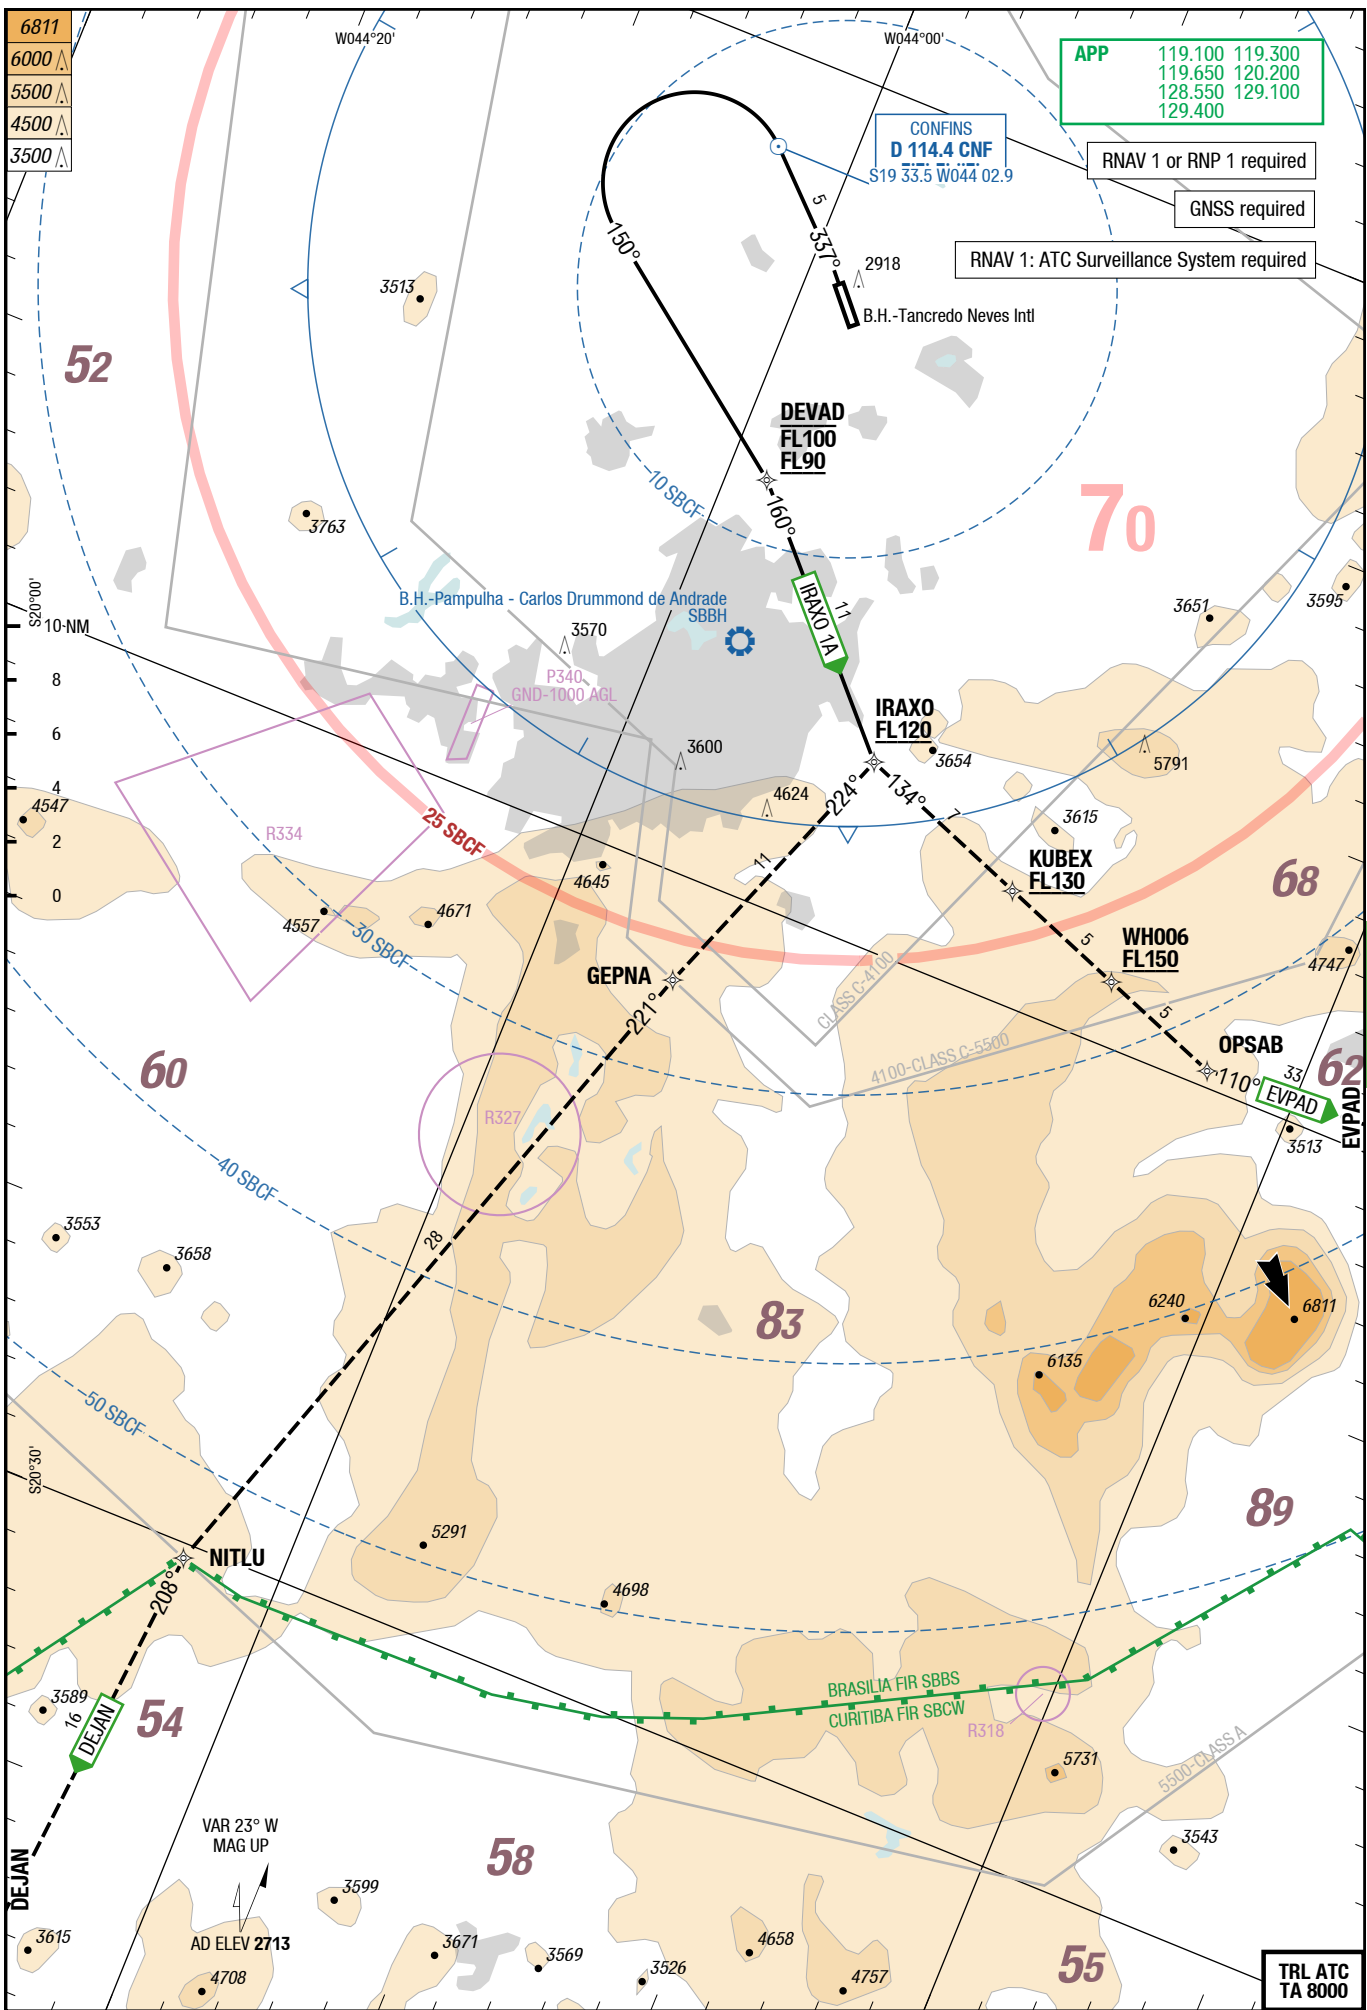 6811
6000
5500
4500
3500
W044°20'
W044°00'
APP 119.100 119.300
119.650 120.200
128.550 129.100
129.400
CONFINS
D 114.4 CNF
S19 33.5 W044 02.9
RNAV 1 or RNP 1 required
GNSS required
RNAV 1: ATC Surveillance System required
5
337°
150°
2918
B.H.-Tancredo Neves Intl
3513
52
DEVAD
FL100
FL90
10 SBCF
160°
70
3763
IRAXO 1A
11
S20°00'
10 NM
8
6
4
2
0
B.H.-Pampulha - Carlos Drummond de Andrade
SBBH
3570
P340
GND-1000 AGL
3651
3595
IRAXO
FL120
3654
3600
5791
4624
224°
134°
7
3615
4547
R334
25 SBCF
11
KUBEX
FL130
68
4645
4557
4671
30 SBCF
5
WH006
FL150
4747
GEPNA
221°
CLASS C-4100
4100-CLASS C-5500
5
OPSAB
110°
33
EVPAD
62
EVPAD
3513
60
R327
40 SBCF
28
3553
3658
83
6240
6811
6135
50 SBCF
S20°30'
89
5291
NITLU
208°
4698
BRASILIA FIR SBBS
CURITIBA FIR SBCW
R318
3589
16
DEJAN
54
5731
5500-CLASS A
VAR 23° W
MAG UP
58
3543
DEJAN
3599
AD ELEV 2713
3615
4708
3671
3569
3526
4658
4757
55
TRL ATC
TA 8000